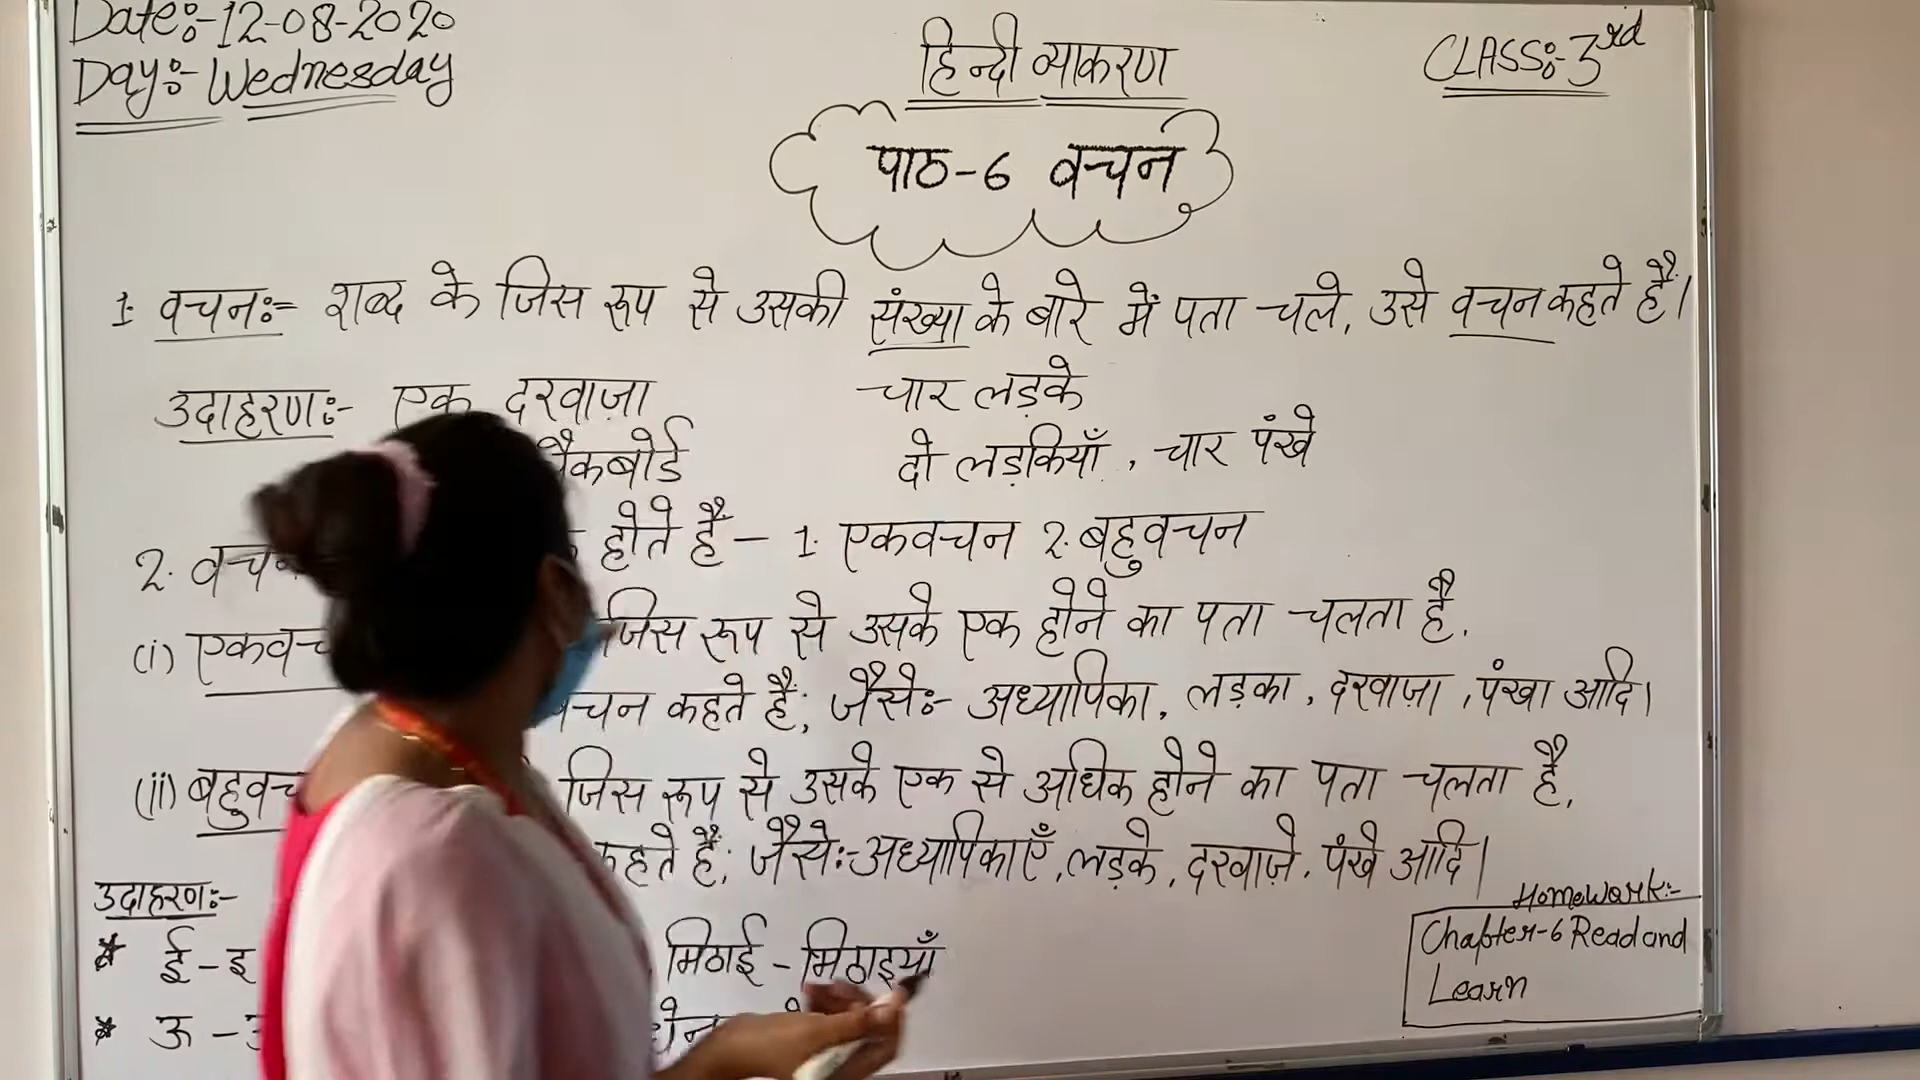 Date:-12-08-2020
Day:- Wednesday
हिन्दी व्याकरण
CLASS:-3rd
पाठ-6 वचन
1. वचन:- शब्द के जिस रूप से उसकी संख्या के बारे में पता चले, उसे वचन कहते हैं।
उदाहरण:- एक दरवाज़ा चार लड़के
दो लड़कियाँ, चार पंखे
2. होते हैं- 1. एकवचन 2. बहुवचन
(i) जिस रूप से उसके एक होने का पता चलता है,
कहते हैं; जैसे:- अध्यापिका, लड़का, दरवाज़ा, पंखा आदि।
(ii) जिस रूप से उसके एक से अधिक होने का पता चलता है,
कहते हैं; जैसे:-अध्यापिकाएँ, लड़के, दरवाज़े, पंखे आदि।
उदाहरण:-
* ई-इ मिठाई - मिठाइयाँ
* ऊ -
Homework:-
Chapter-6 Read and
Learn